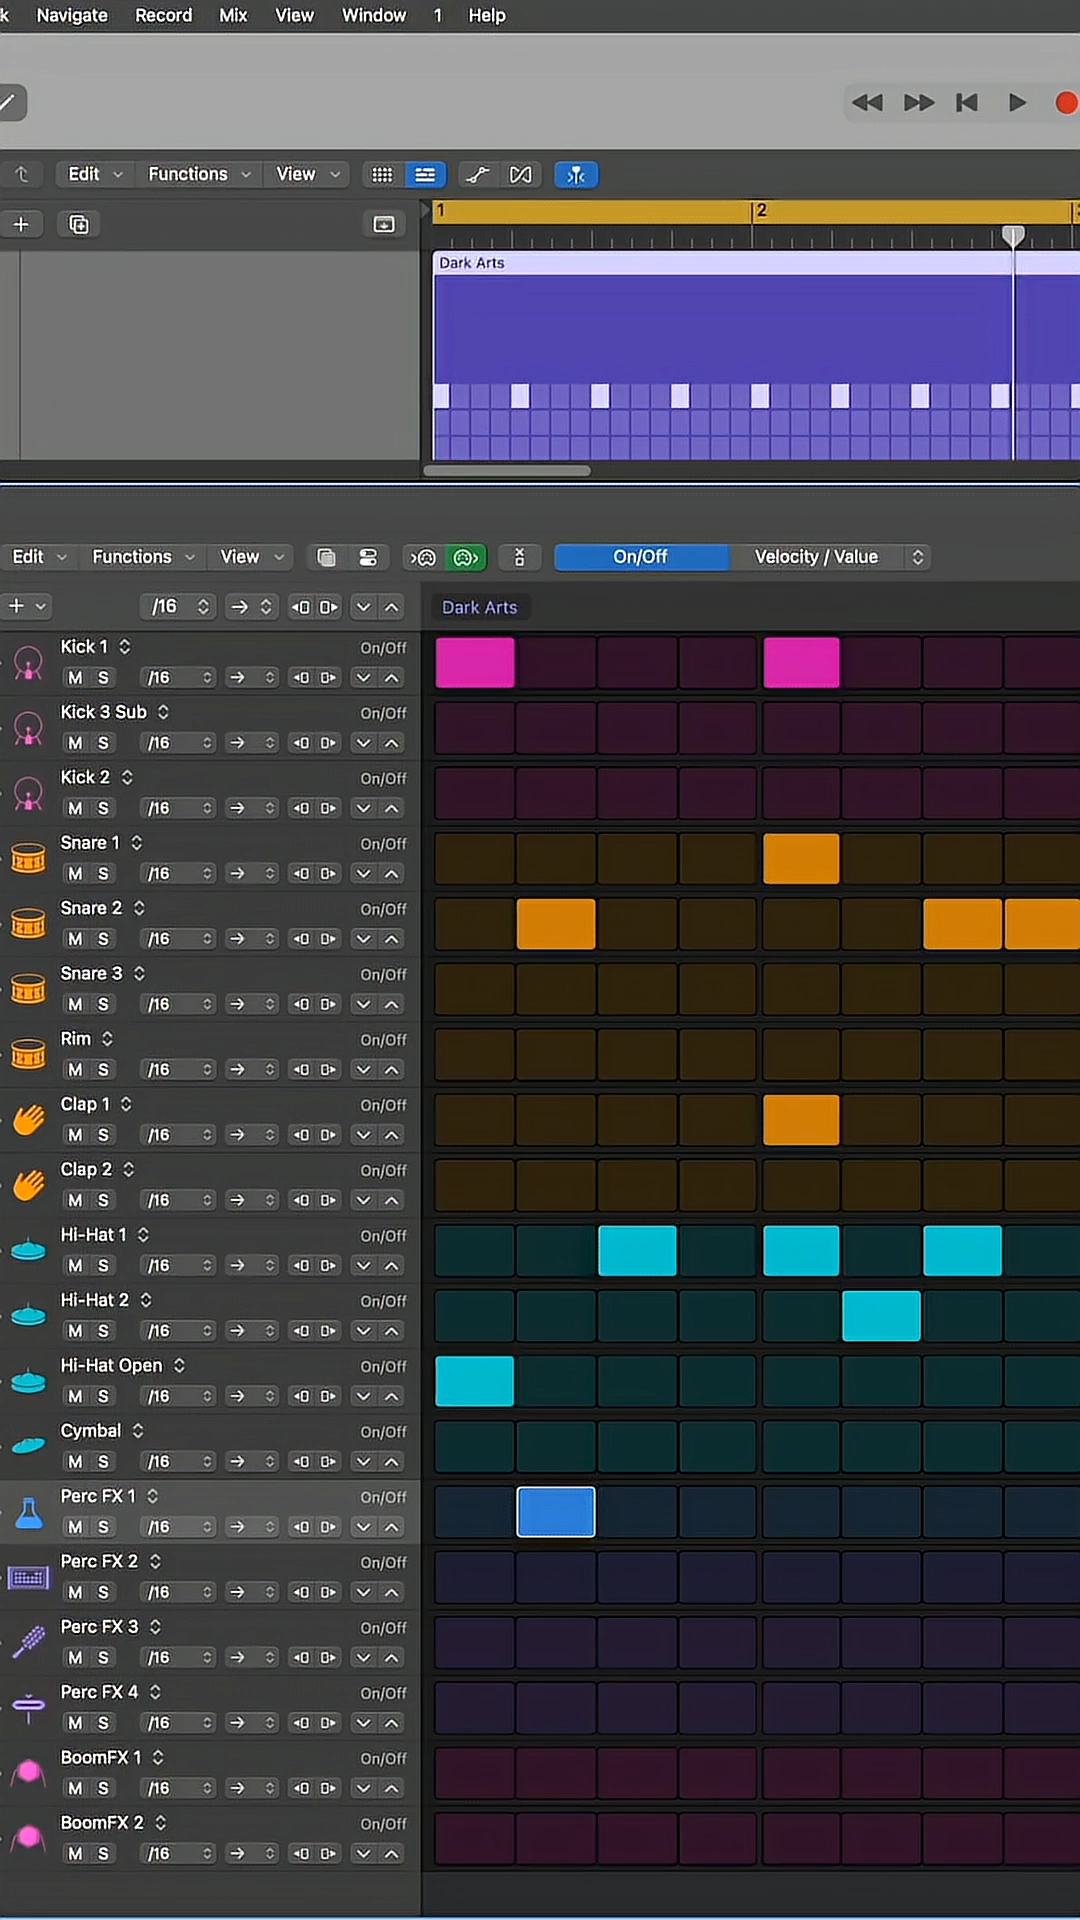 k Navigate Record Mix View Window 1 Help
Edit Functions View
1 2
Dark Arts
Edit Functions View On/Off Velocity / Value
/16 Dark Arts
Kick 1 On/Off
M S /16
Kick 3 Sub On/Off
M S /16
Kick 2 On/Off
M S /16
Snare 1 On/Off
M S /16
Snare 2 On/Off
M S /16
Snare 3 On/Off
M S /16
Rim On/Off
M S /16
Clap 1 On/Off
M S /16
Clap 2 On/Off
M S /16
Hi-Hat 1 On/Off
M S /16
Hi-Hat 2 On/Off
M S /16
Hi-Hat Open On/Off
M S /16
Cymbal On/Off
M S /16
Perc FX 1 On/Off
M S /16
Perc FX 2 On/Off
M S /16
Perc FX 3 On/Off
M S /16
Perc FX 4 On/Off
M S /16
BoomFX 1 On/Off
M S /16
BoomFX 2 On/Off
M S /16